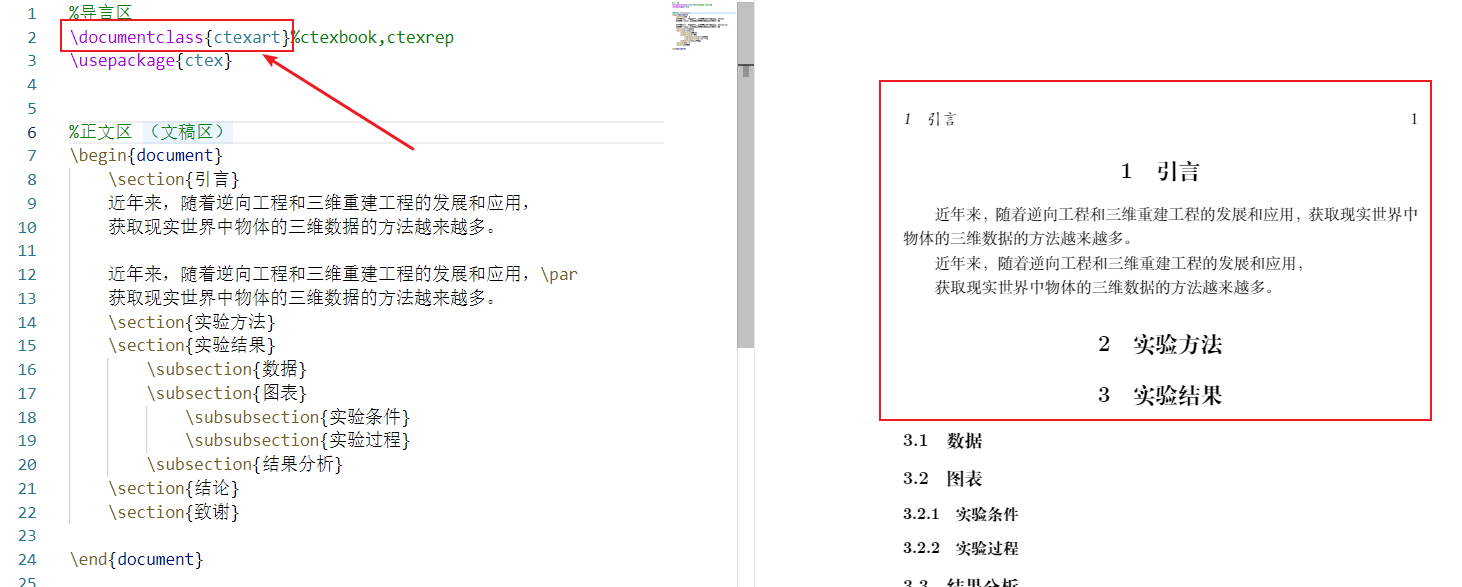 1 %导言区
2 \documentclass{ctexart}%ctexbook,ctexrep
3 \usepackage{ctex}
4
5
6 %正文区 （文稿区）
7 \begin{document}
8 \section{引言}
9 近年来，随着逆向工程和三维重建工程的发展和应用，
10 获取现实世界中物体的三维数据的方法越来越多。
11
12 近年来，随着逆向工程和三维重建工程的发展和应用，\par
13 获取现实世界中物体的三维数据的方法越来越多。
14 \section{实验方法}
15 \section{实验结果}
16 \subsection{数据}
17 \subsection{图表}
18 \subsubsection{实验条件}
19 \subsubsection{实验过程}
20 \subsection{结果分析}
21 \section{结论}
22 \section{致谢}
23
24 \end{document}
25
1 引言 1
1 引言
近年来，随着逆向工程和三维重建工程的发展和应用，获取现实世界中
物体的三维数据的方法越来越多。
近年来，随着逆向工程和三维重建工程的发展和应用，
获取现实世界中物体的三维数据的方法越来越多。
2 实验方法
3 实验结果
3.1 数据
3.2 图表
3.2.1 实验条件
3.2.2 实验过程
3.3 结果分析